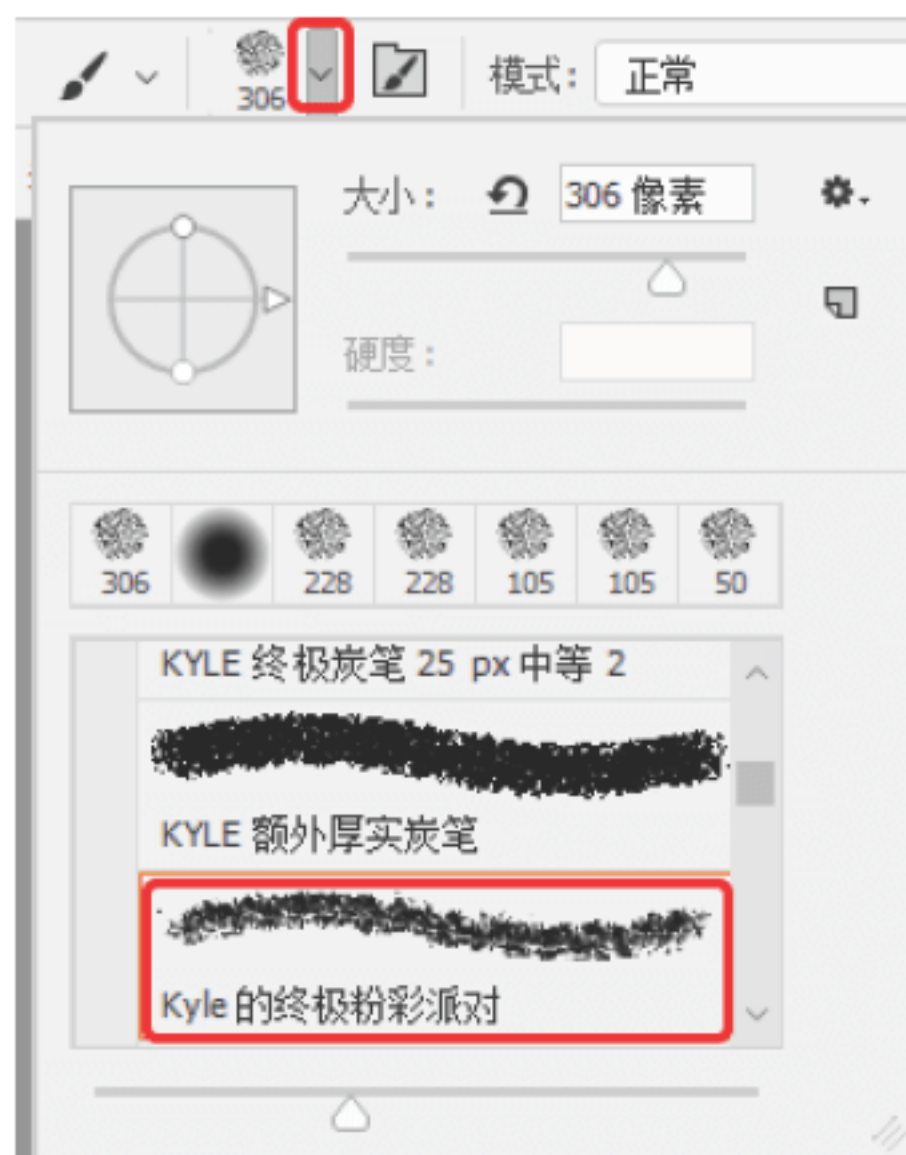 306
模式： 正常
大小： 306 像素
硬度：
306 228 228 105 105 50
KYLE 终极炭笔 25 px 中等 2
KYLE 额外厚实炭笔
Kyle 的终极粉彩派对